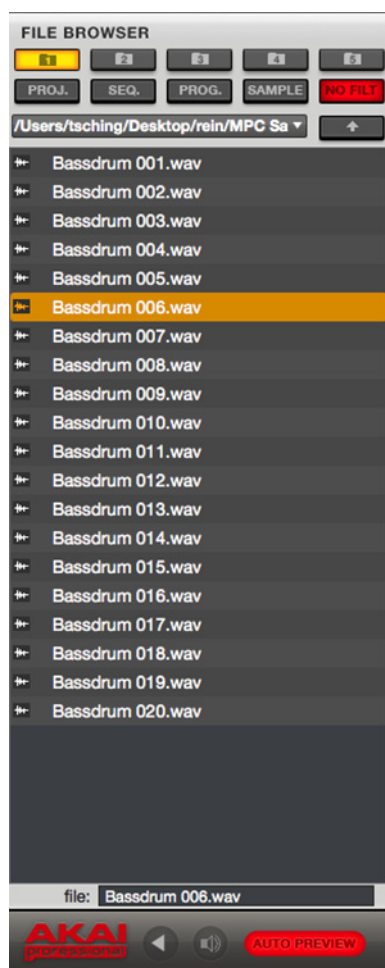 FILE BROWSER
1 2 3 4 5
PROJ. SEQ. PROG. SAMPLE NO FILT
/Users/tsching/Desktop/rein/MPC Sa
Bassdrum 001.wav
Bassdrum 002.wav
Bassdrum 003.wav
Bassdrum 004.wav
Bassdrum 005.wav
Bassdrum 006.wav
Bassdrum 007.wav
Bassdrum 008.wav
Bassdrum 009.wav
Bassdrum 010.wav
Bassdrum 011.wav
Bassdrum 012.wav
Bassdrum 013.wav
Bassdrum 014.wav
Bassdrum 015.wav
Bassdrum 016.wav
Bassdrum 017.wav
Bassdrum 018.wav
Bassdrum 019.wav
Bassdrum 020.wav
file: Bassdrum 006.wav
AKAI
professional
AUTO PREVIEW